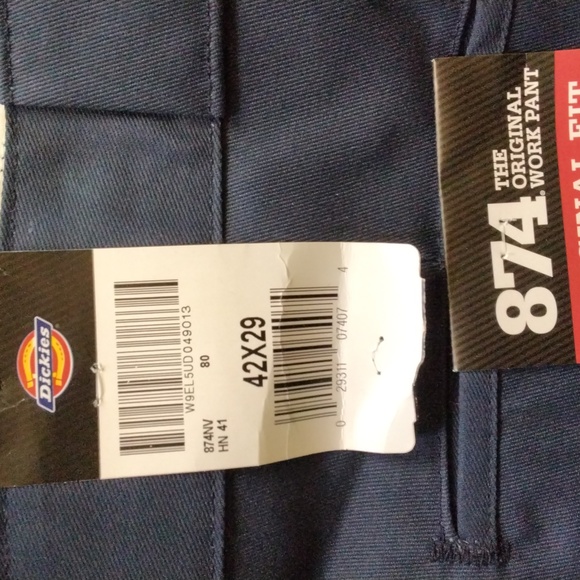 Dickies
W9EL5UD049013
80
874NV
HN 41
42X29
0 29311 07407 4
874
THE
ORIGINAL
WORK PANT